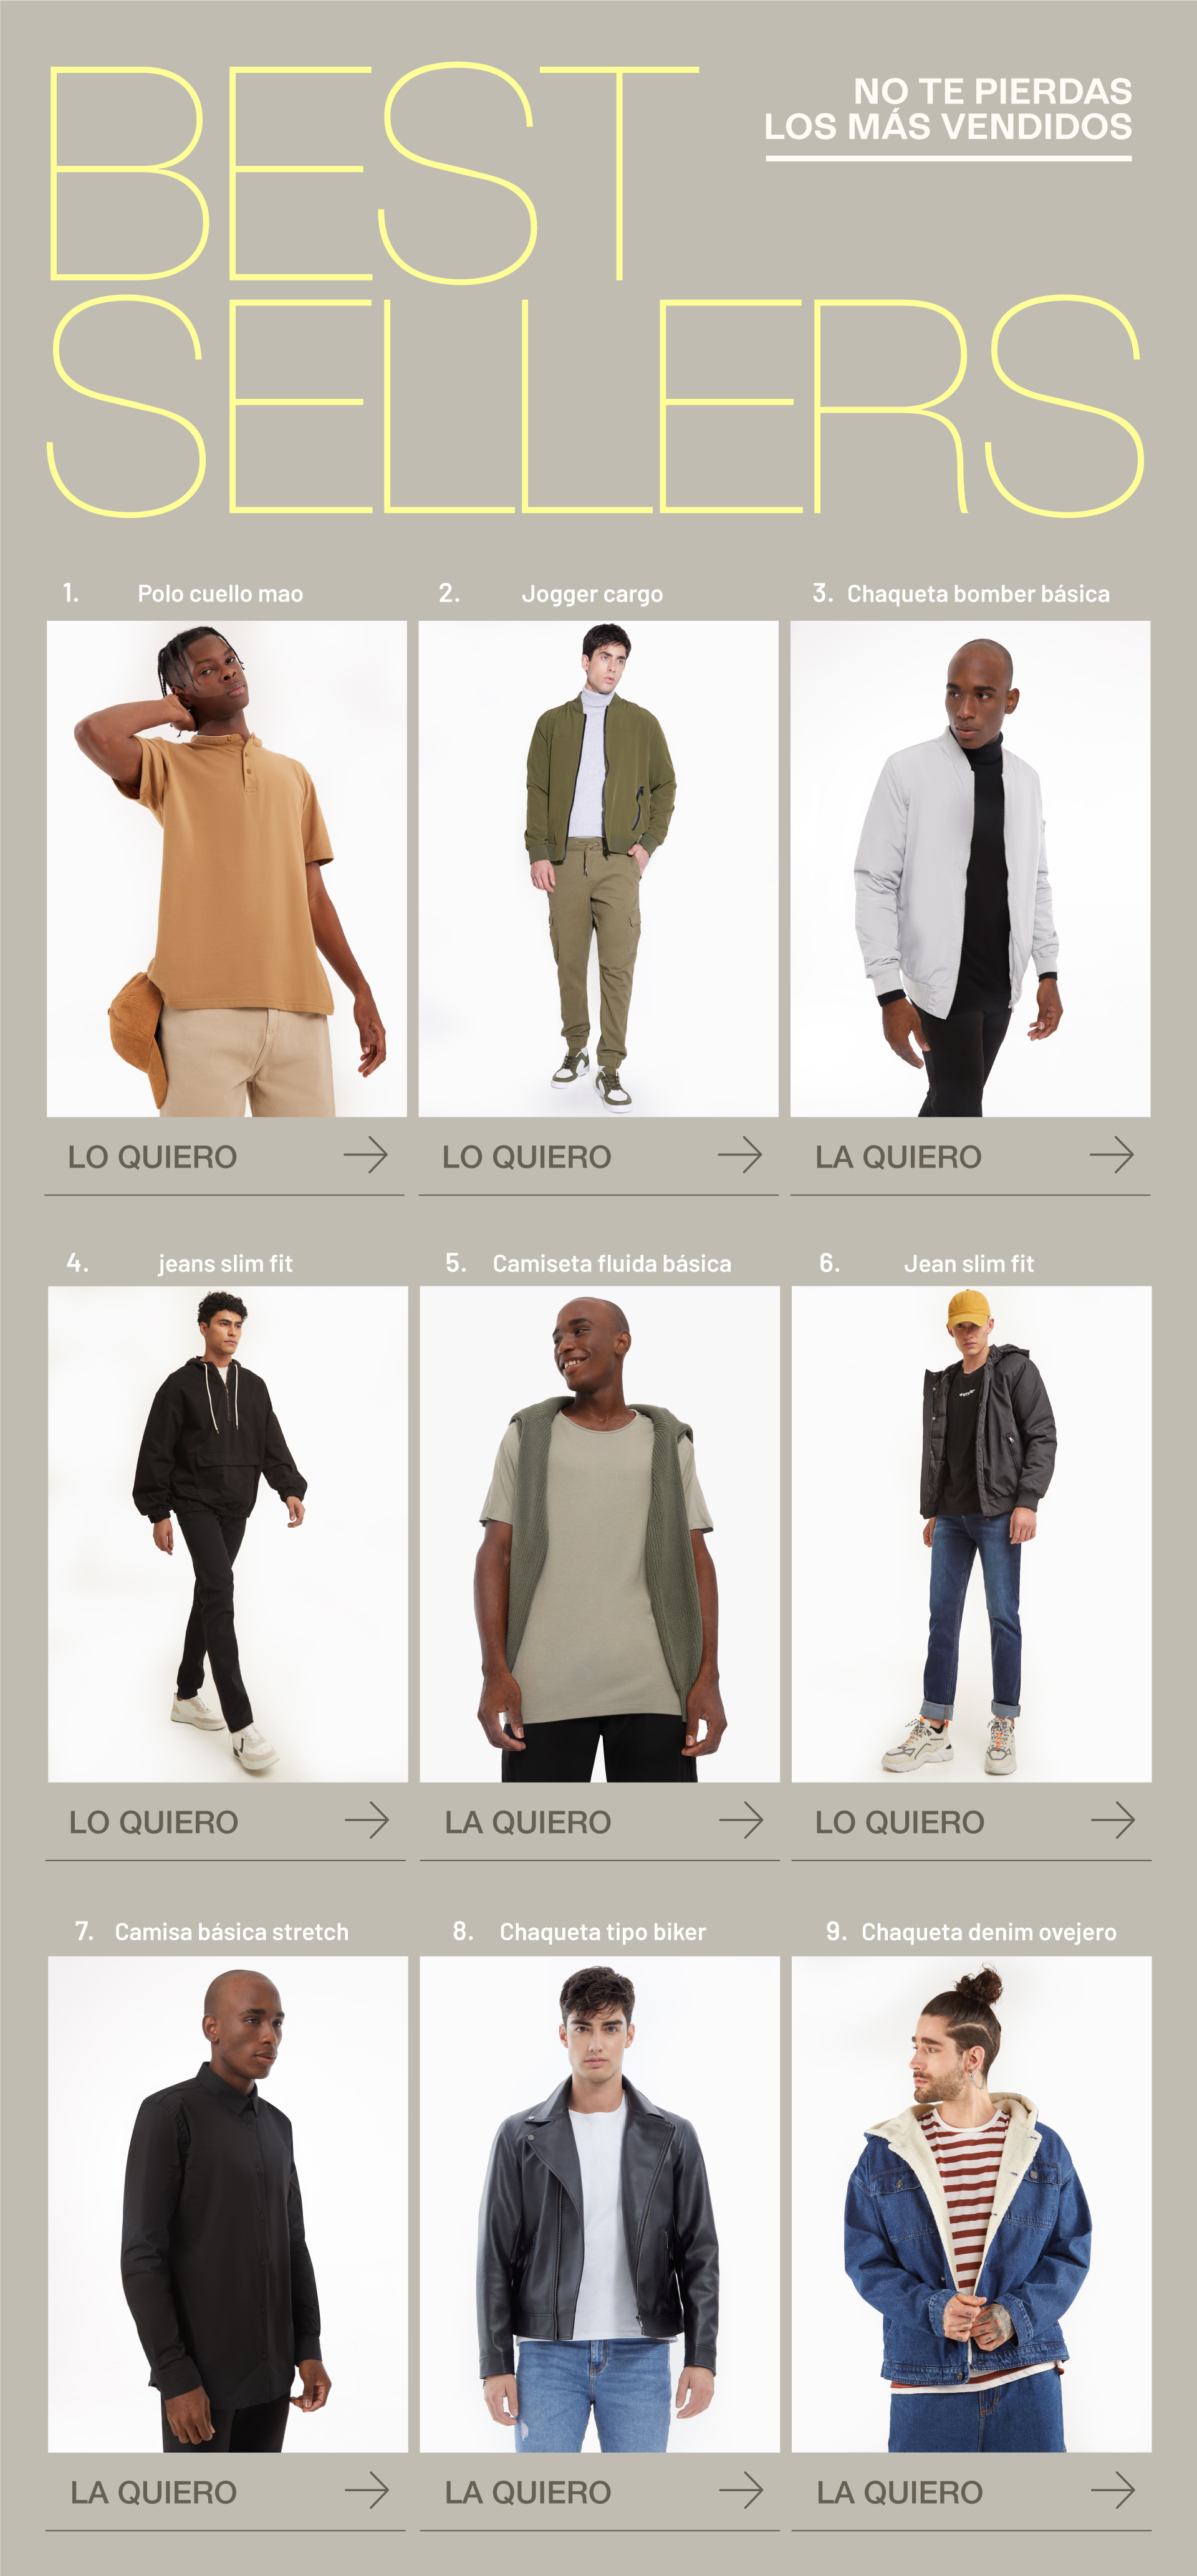 BEST
NO TE PIERDAS
LOS MÁS VENDIDOS
SELLERS
1. Polo cuello mao
2. Jogger cargo
3. Chaqueta bomber básica
LO QUIERO
LO QUIERO
LA QUIERO
4. jeans slim fit
5. Camiseta fluida básica
6. Jean slim fit
LO QUIERO
LA QUIERO
LO QUIERO
7. Camisa básica stretch
8. Chaqueta tipo biker
9. Chaqueta denim ovejero
LA QUIERO
LA QUIERO
LA QUIERO